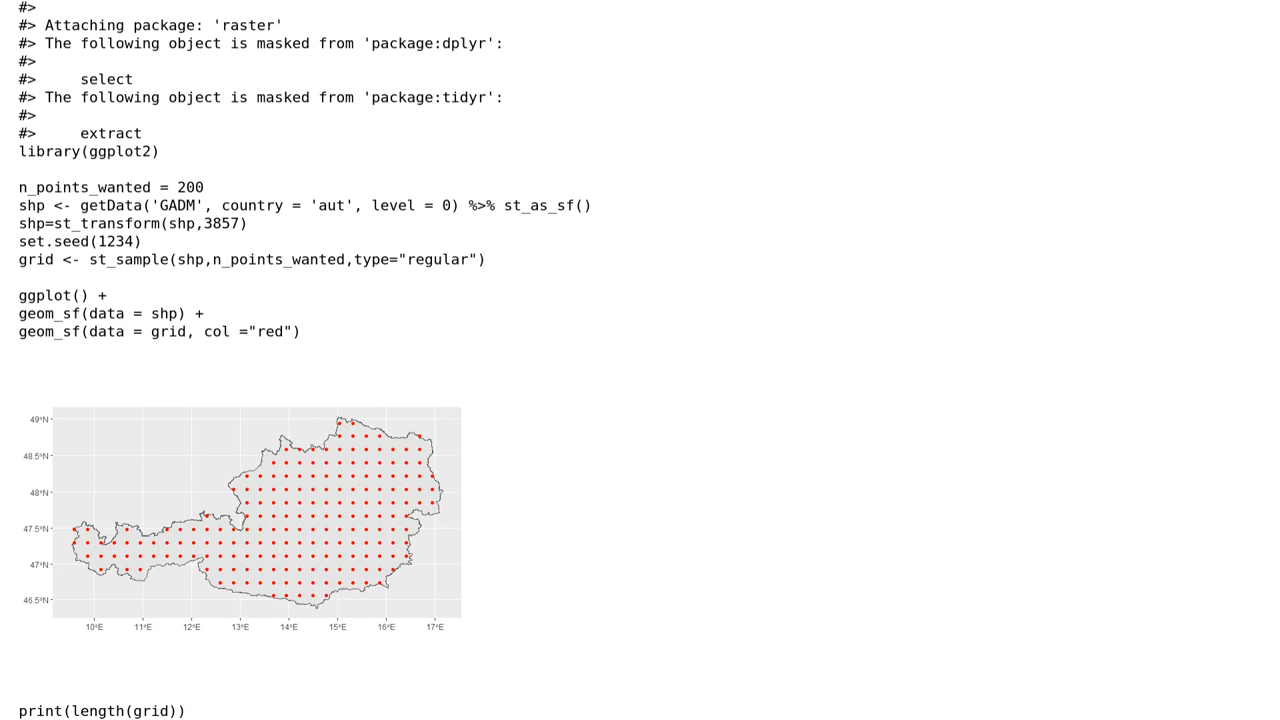 #>
#> Attaching package: 'raster'
#> The following object is masked from 'package:dplyr':
#>
#>     select
#> The following object is masked from 'package:tidyr':
#>
#>     extract
library(ggplot2)
n_points_wanted = 200
shp <- getData('GADM', country = 'aut', level = 0) %>% st_as_sf()
shp=st_transform(shp,3857)
set.seed(1234)
grid <- st_sample(shp,n_points_wanted,type="regular")
ggplot() +
geom_sf(data = shp) +
geom_sf(data = grid, col ="red")
49°N
48.5°N
48°N
47.5°N
47°N
46.5°N
10°E 11°E 12°E 13°E 14°E 15°E 16°E 17°E
print(length(grid))